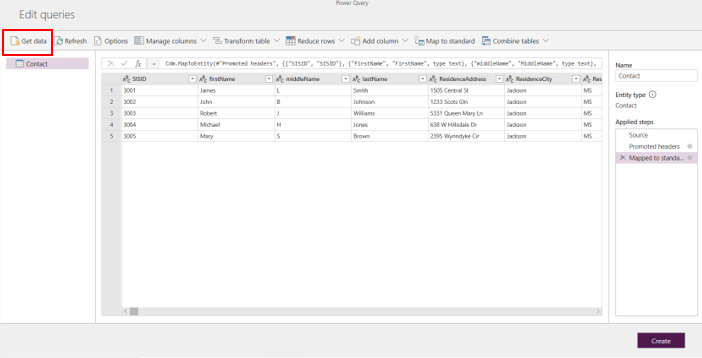 Power Query
Edit queries
Get data Refresh Options Manage columns Transform table Reduce rows Add column Map to standard Combine tables
Contact
fx = Cdm.MapToEntity(#"Promoted headers", {{"SISID", "SISID"}, {"firstName", "FirstName", type text}, {"middleName", "MiddleName", type text},
SISID firstName middleName lastName ResidenceAddress ResidenceCity Res
1 3001 James L Smith 1505 Central St Jackson MS
2 3002 John B Johnson 1233 Scots Gin Jackson MS
3 3003 Robert J Williams 5331 Queen Mary Ln Jackson MS
4 3004 Michael H Jones 638 W Hillsdale Dr Jackson MS
5 3005 Mary S Brown 2395 Wynndyke Cir Jackson MS
Name
Contact
Entity type
Contact
Applied steps
Source
Promoted headers
Mapped to standa...
Create